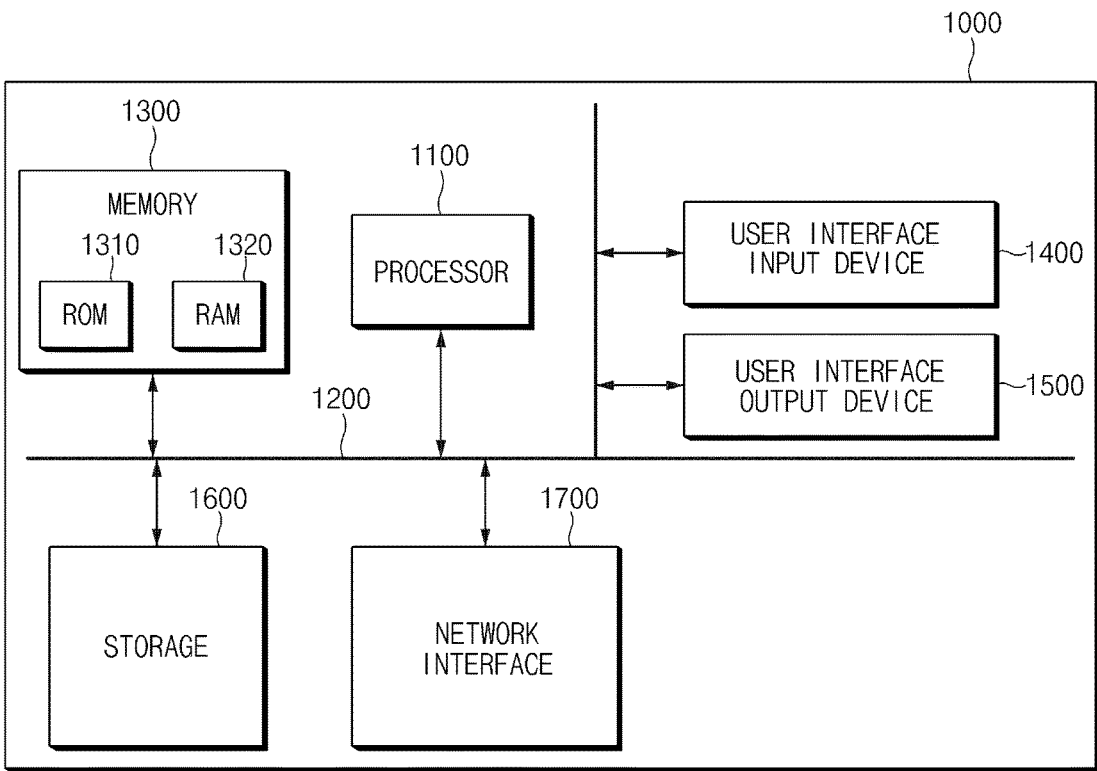 1000
1300
1100
MEMORY
1310
1320
ROM
RAM
PROCESSOR
USER INTERFACE
INPUT DEVICE
1400
USER INTERFACE
OUTPUT DEVICE
1500
1200
1600
1700
STORAGE
NETWORK
INTERFACE